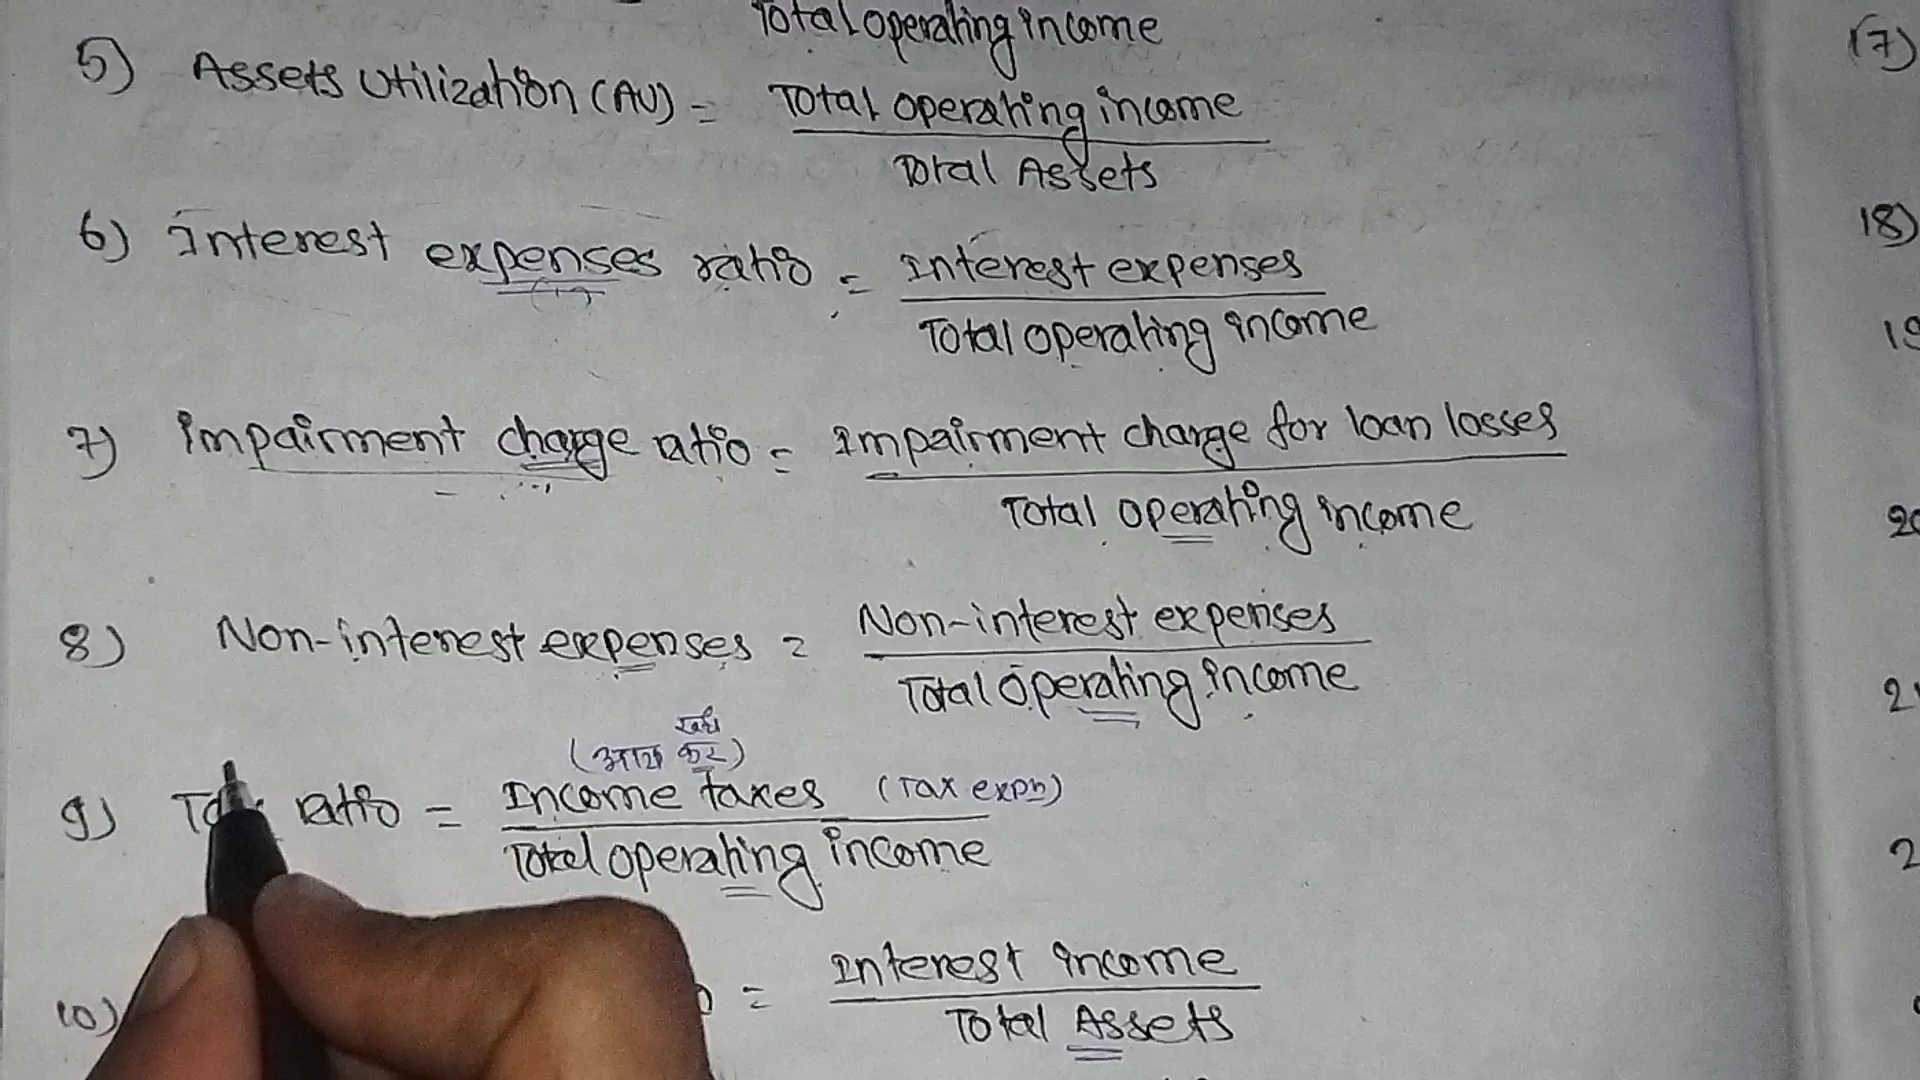 Total operating income
5) Assets Utilization (AU) = Total operating income
Total Assets
6) Interest expenses ratio = Interest expenses
Total operating income
7) Impairment charge ratio = Impairment charge for loan losses
Total operating income
8) Non-interest expenses = Non-interest expenses
Total operating income
खर्च
(आय कर)
9) ratio = Income taxes (Tax expn)
Total operating income
10) = Interest income
Total Assets
17)
18)